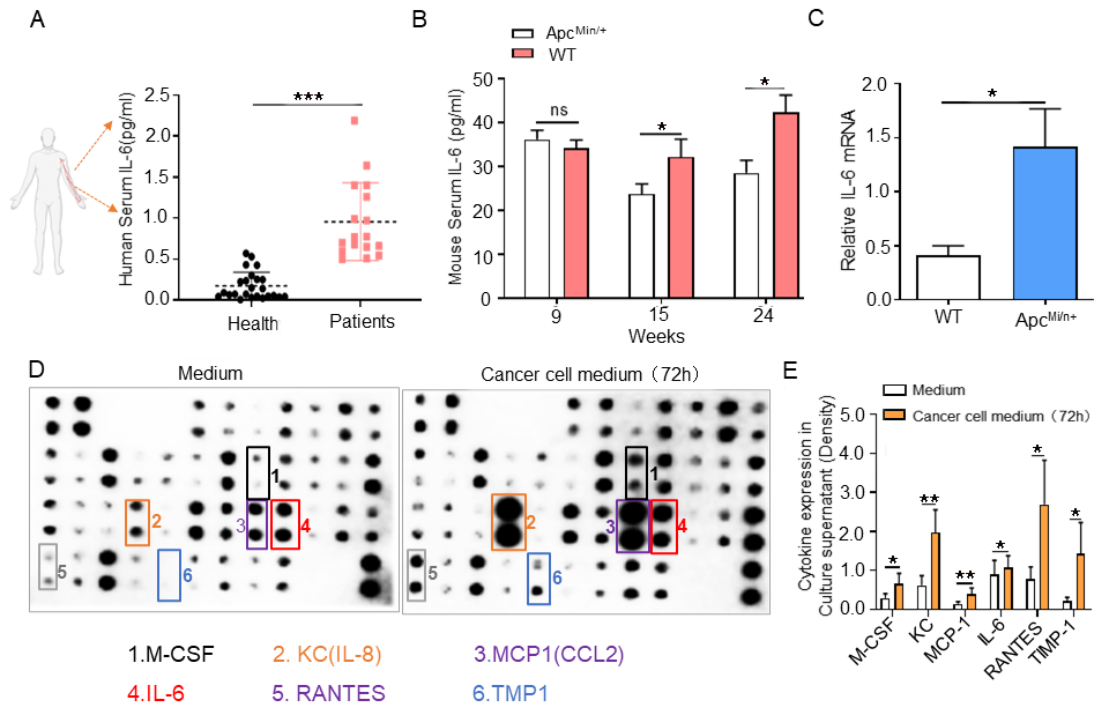 A
Human Serum IL-6(pg/ml)
2.5
2.0
1.5
1.0
0.5
0.0
***
Health
Patients
B
Apc Min/+
WT
Mouse Serum IL-6 (pg/ml)
50
40
30
20
10
0
ns
*
*
9
15
24
Weeks
C
Relative IL-6 mRNA
2.0
1.5
1.0
0.5
0.0
*
WT
Apc Mi/n+
D
Medium
Cancer cell medium (72h)
1
2
3
4
5
6
1
2
3
4
5
6
1.M-CSF
2. KC(IL-8)
3.MCP1(CCL2)
4.IL-6
5. RANTES
6.TMP1
E
Medium
Cancer cell medium (72h)
Cytokine expression in
Culture supernatant (Density)
5.0
4.0
3.0
2.0
1.0
0.0
*
**
**
*
*
*
M-CSF
KC
MCP-1
IL-6
RANTES
TIMP-1